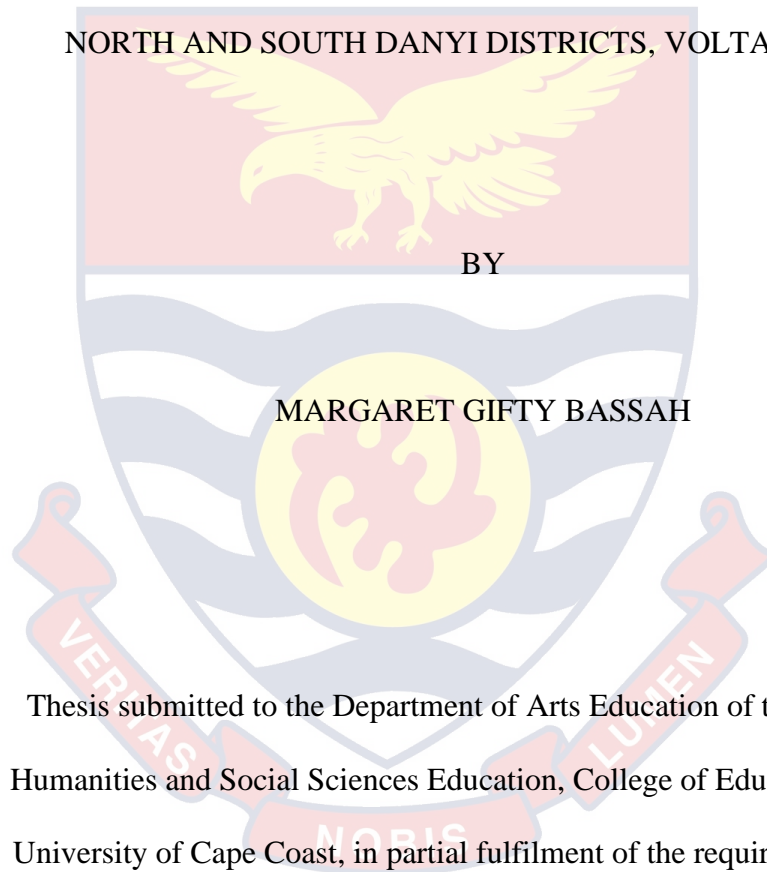 NORTH AND SOUTH DANYI DISTRICTS, VOLTA
BY
MARGARET GIFTY BASSAH
VERITAS
NOBIS
LUMEN
Thesis submitted to the Department of Arts Education of t
Humanities and Social Sciences Education, College of Edu
University of Cape Coast, in partial fulfilment of the requir